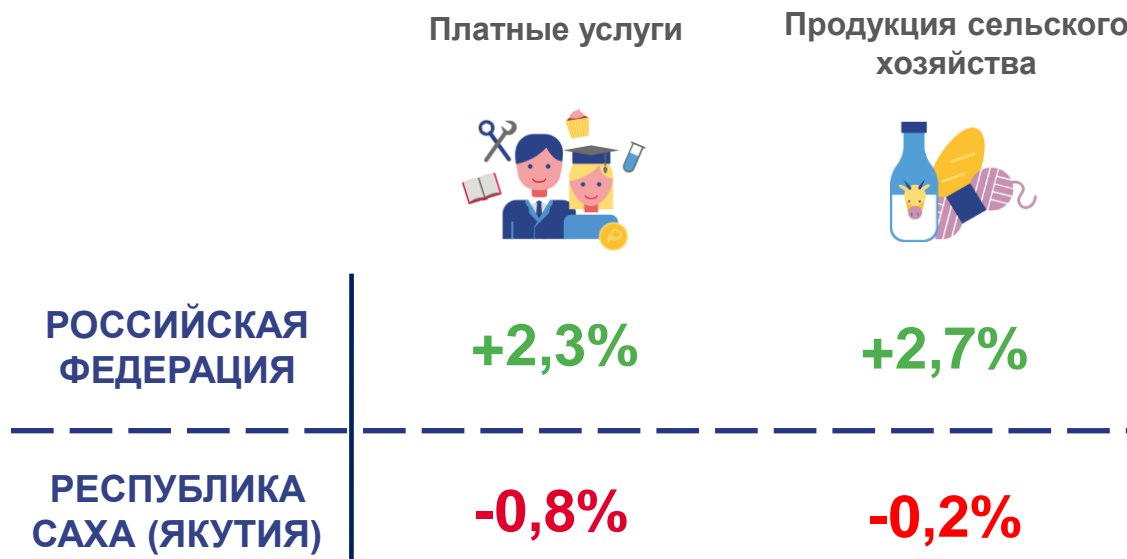 Платные услуги
Продукция сельского
хозяйства
РОССИЙСКАЯ
ФЕДЕРАЦИЯ
+2,3%
+2,7%
РЕСПУБЛИКА
САХА (ЯКУТИЯ)
-0,8%
-0,2%